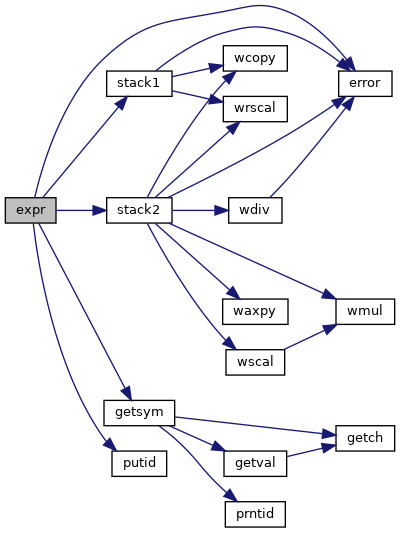 wcopy
stack1
error
wrscal
expr
stack2
wdiv
waxpy
wmul
wscal
getsym
getch
putid
getval
prntid